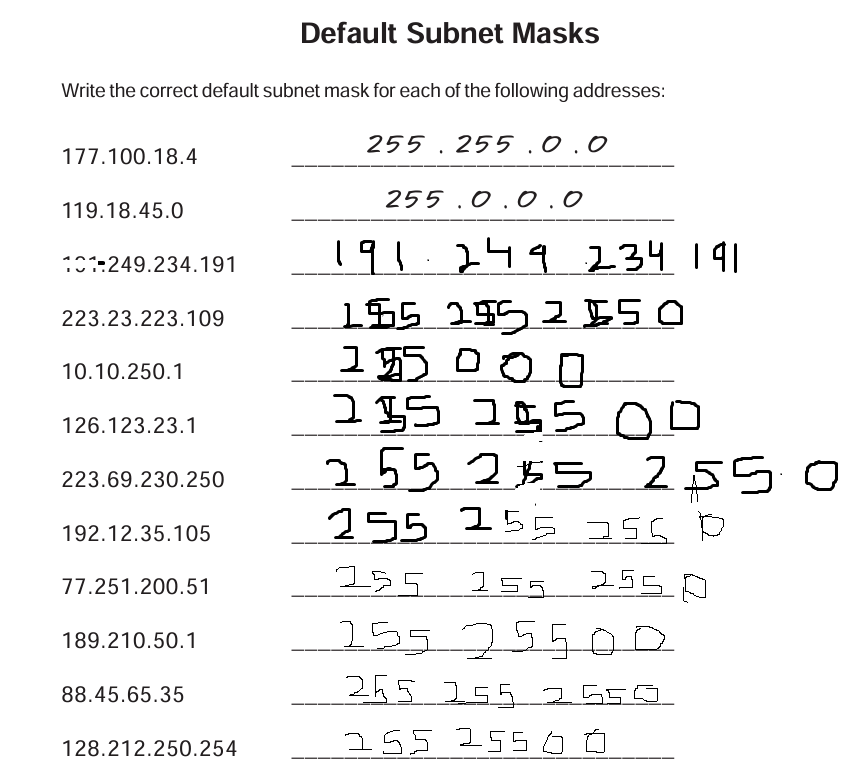 Default Subnet Masks
Write the correct default subnet mask for each of the following addresses:
177.100.18.4 255 . 255 . 0 . 0
119.18.45.0 255 . 0 . 0 . 0
.249.234.191 191 . 249 . 234 191
223.23.223.109 255 255 255 0
10.10.250.1 255 0 0 0
126.123.23.1 255 255 0 0
223.69.230.250 255 255 255 0
192.12.35.105 255 255 255 0
77.251.200.51 255 255 255 0
189.210.50.1 255 255 0 0
88.45.65.35 255 255 255 0
128.212.250.254 255 255 0 0